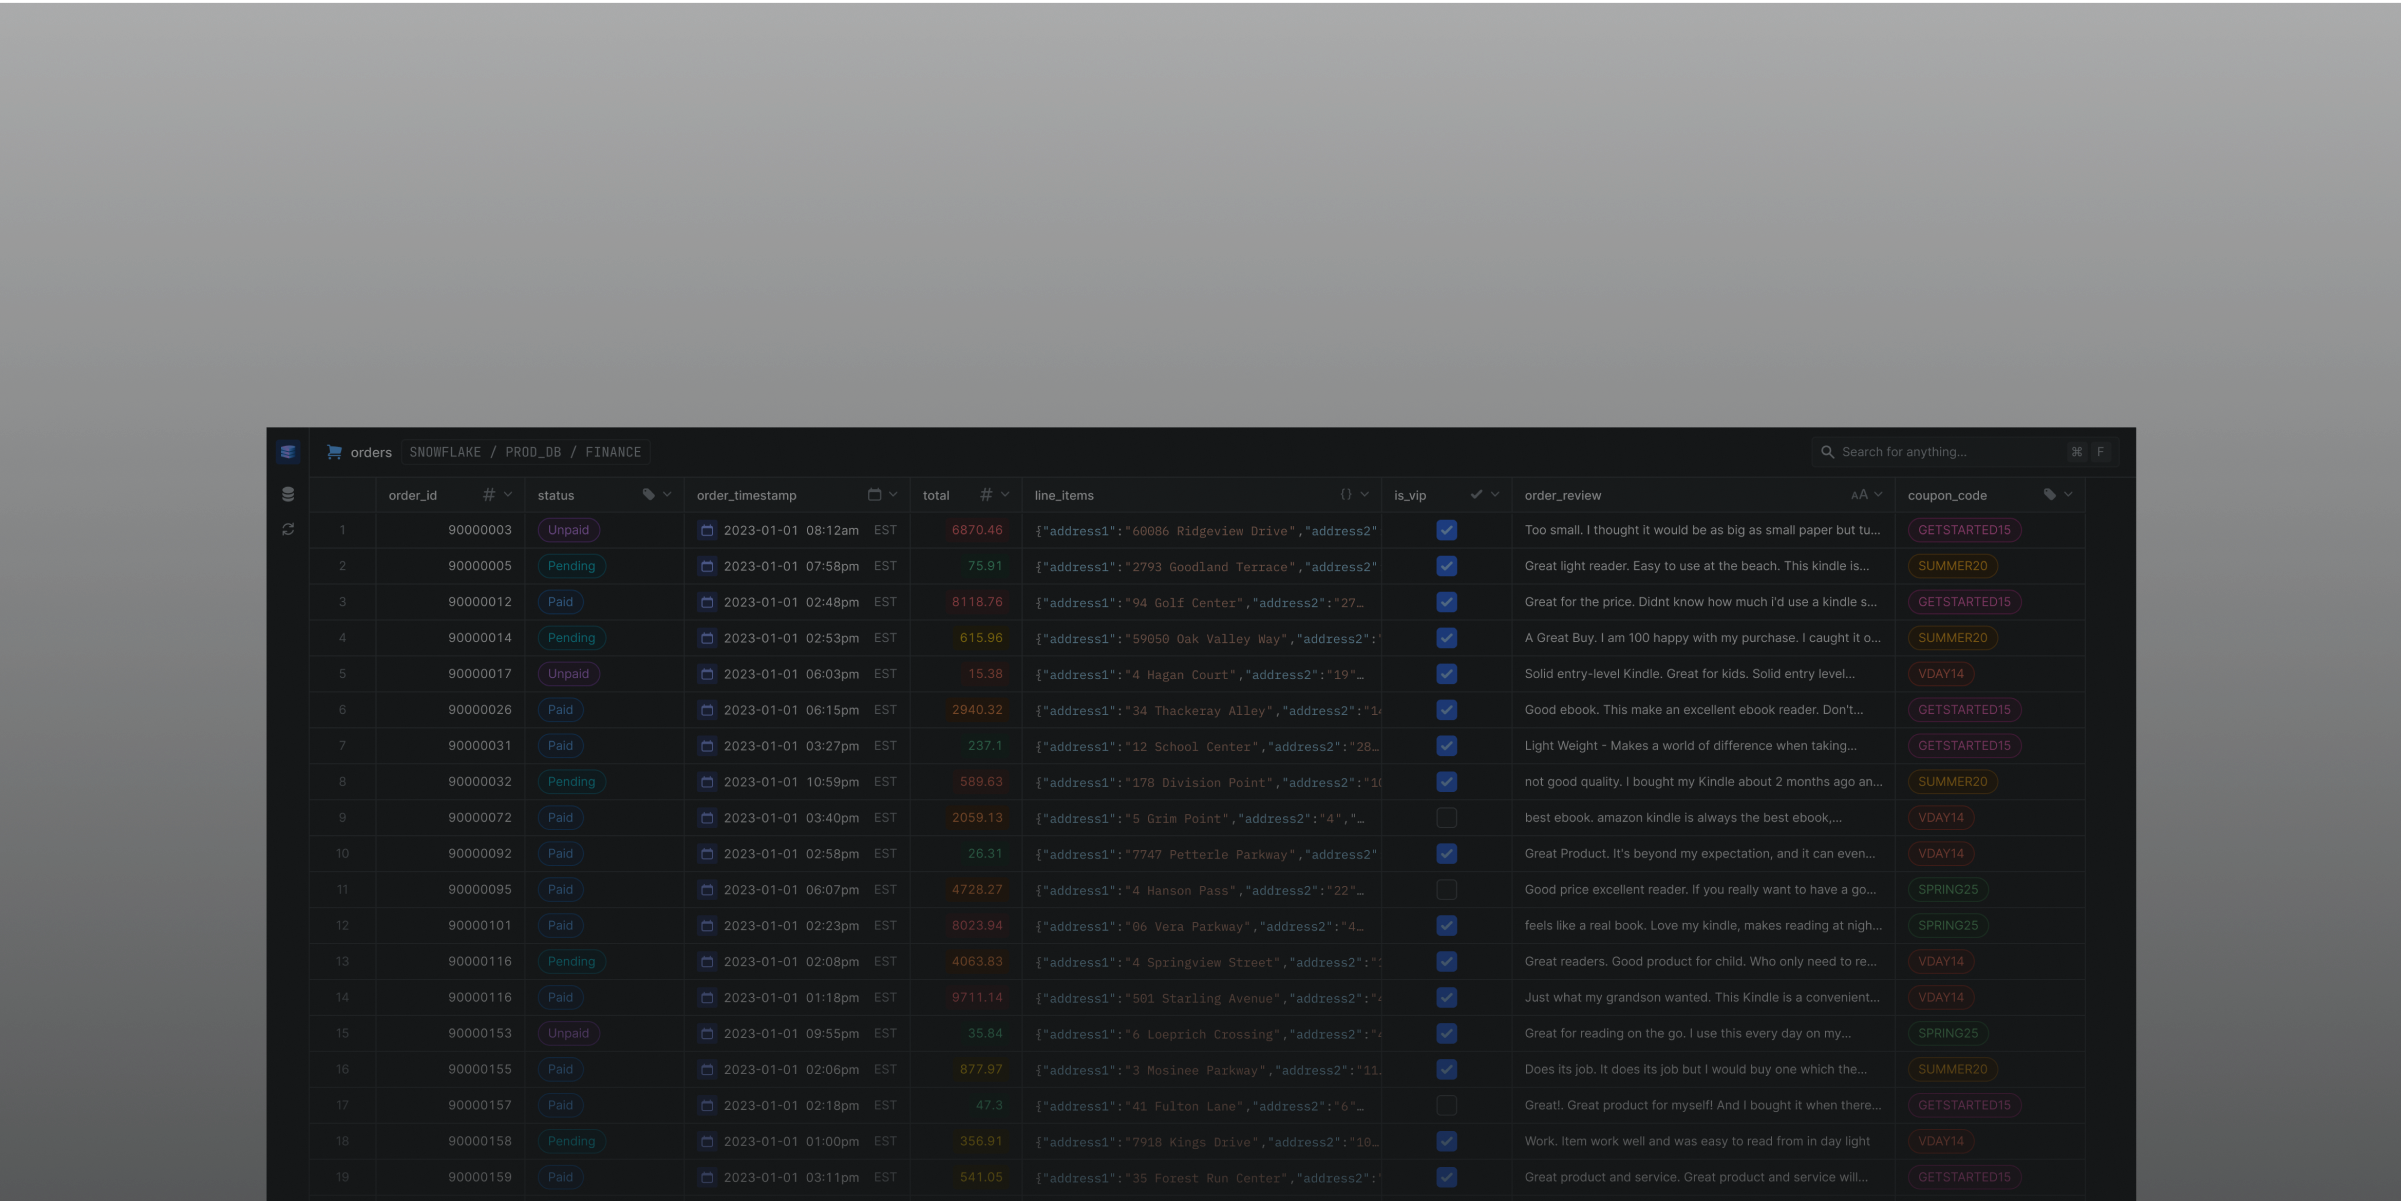 orders SNOWFLAKE / PROD_DB / FINANCE Search for anything... ⌘ F
order_id # status order_timestamp total # line_items {} is_vip order_review AA coupon_code
1 90000003 Unpaid 2023-01-01 08:12am EST 6870.46 {"address1":"60086 Ridgeview Drive","address2" Too small. I thought it would be as big as small paper but tu... GETSTARTED15
2 90000005 Pending 2023-01-01 07:58pm EST 75.91 {"address1":"2793 Goodland Terrace","address2" Great light reader. Easy to use at the beach. This kindle is... SUMMER20
3 90000012 Paid 2023-01-01 02:48pm EST 8118.76 {"address1":"94 Golf Center","address2":"27… Great for the price. Didnt know how much i'd use a kindle s... GETSTARTED15
4 90000014 Pending 2023-01-01 02:53pm EST 615.96 {"address1":"59050 Oak Valley Way","address2":" A Great Buy. I am 100 happy with my purchase. I caught it o... SUMMER20
5 90000017 Unpaid 2023-01-01 06:03pm EST 15.38 {"address1":"4 Hagan Court","address2":"19"… Solid entry-level Kindle. Great for kids. Solid entry level... VDAY14
6 90000026 Paid 2023-01-01 06:15pm EST 2940.32 {"address1":"34 Thackeray Alley","address2":"14 Good ebook. This make an excellent ebook reader. Don't... GETSTARTED15
7 90000031 Paid 2023-01-01 03:27pm EST 237.1 {"address1":"12 School Center","address2":"28… Light Weight - Makes a world of difference when taking... GETSTARTED15
8 90000032 Pending 2023-01-01 10:59pm EST 589.63 {"address1":"178 Division Point","address2":"10 not good quality. I bought my Kindle about 2 months ago an... SUMMER20
9 90000072 Paid 2023-01-01 03:40pm EST 2059.13 {"address1":"5 Grim Point","address2":"4","… best ebook. amazon kindle is always the best ebook,... VDAY14
10 90000092 Paid 2023-01-01 02:58pm EST 26.31 {"address1":"7747 Petterle Parkway","address2" Great Product. It's beyond my expectation, and it can even... VDAY14
11 90000095 Paid 2023-01-01 06:07pm EST 4728.27 {"address1":"4 Hanson Pass","address2":"22"… Good price excellent reader. If you really want to have a go... SPRING25
12 90000101 Paid 2023-01-01 02:23pm EST 8023.94 {"address1":"06 Vera Parkway","address2":"4… feels like a real book. Love my kindle, makes reading at nigh... SPRING25
13 90000116 Pending 2023-01-01 02:08pm EST 4063.83 {"address1":"4 Springview Street","address2":" Great readers. Good product for child. Who only need to re... VDAY14
14 90000116 Paid 2023-01-01 01:18pm EST 9711.14 {"address1":"501 Starling Avenue","address2":" Just what my grandson wanted. This Kindle is a convenient... VDAY14
15 90000153 Unpaid 2023-01-01 09:55pm EST 35.84 {"address1":"6 Loeprich Crossing","address2":" Great for reading on the go. I use this every day on my... SPRING25
16 90000155 Paid 2023-01-01 02:06pm EST 877.97 {"address1":"3 Mosinee Parkway","address2":"11… Does its job. It does its job but I would buy one which the... SUMMER20
17 90000157 Paid 2023-01-01 02:18pm EST 47.3 {"address1":"41 Fulton Lane","address2":"6"… Great!. Great product for myself! And I bought it when there... GETSTARTED15
18 90000158 Pending 2023-01-01 01:00pm EST 356.91 {"address1":"7918 Kings Drive","address2":"10… Work. Item work well and was easy to read from in day light VDAY14
19 90000159 Paid 2023-01-01 03:11pm EST 541.05 {"address1":"35 Forest Run Center","address2":" Great product and service. Great product and service will... GETSTARTED15